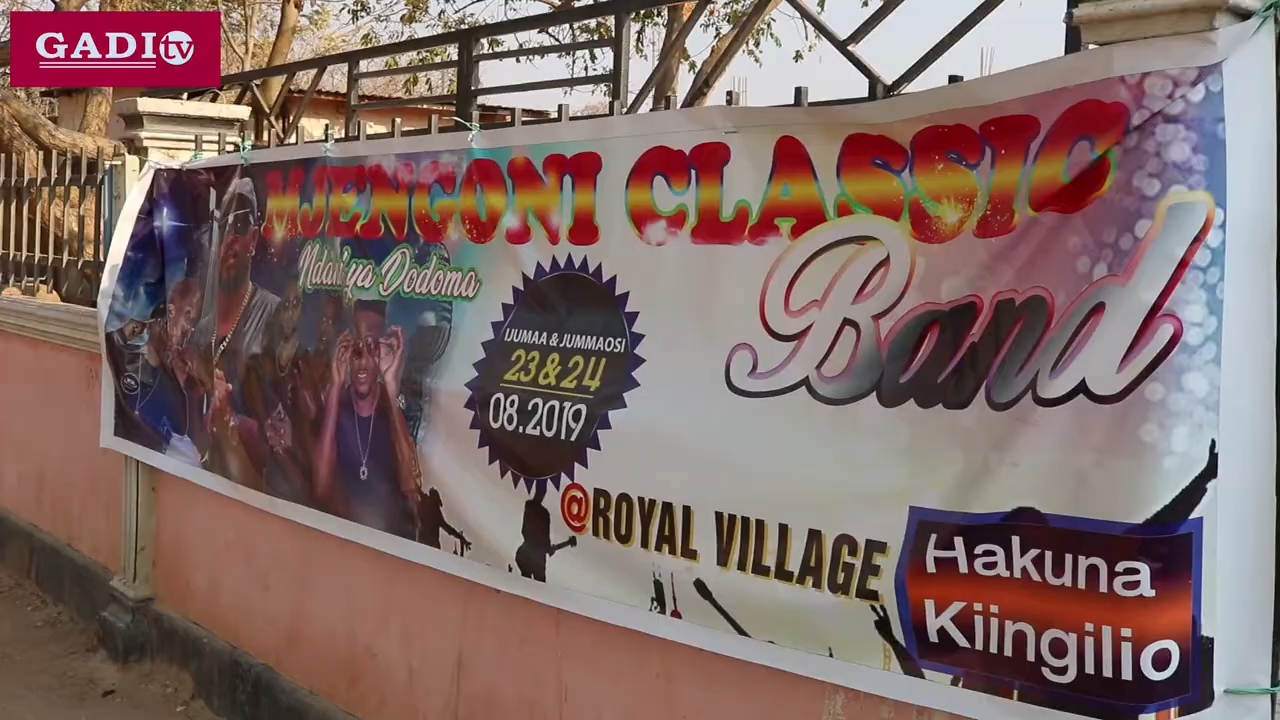 GADI tv
MJENGONI CLASSIC
Band
Ndani ya Dodoma
IJUMAA & JUMMAOSI
23 & 24
08.2019
@ROYAL VILLAGE
Hakuna
Kiingilio